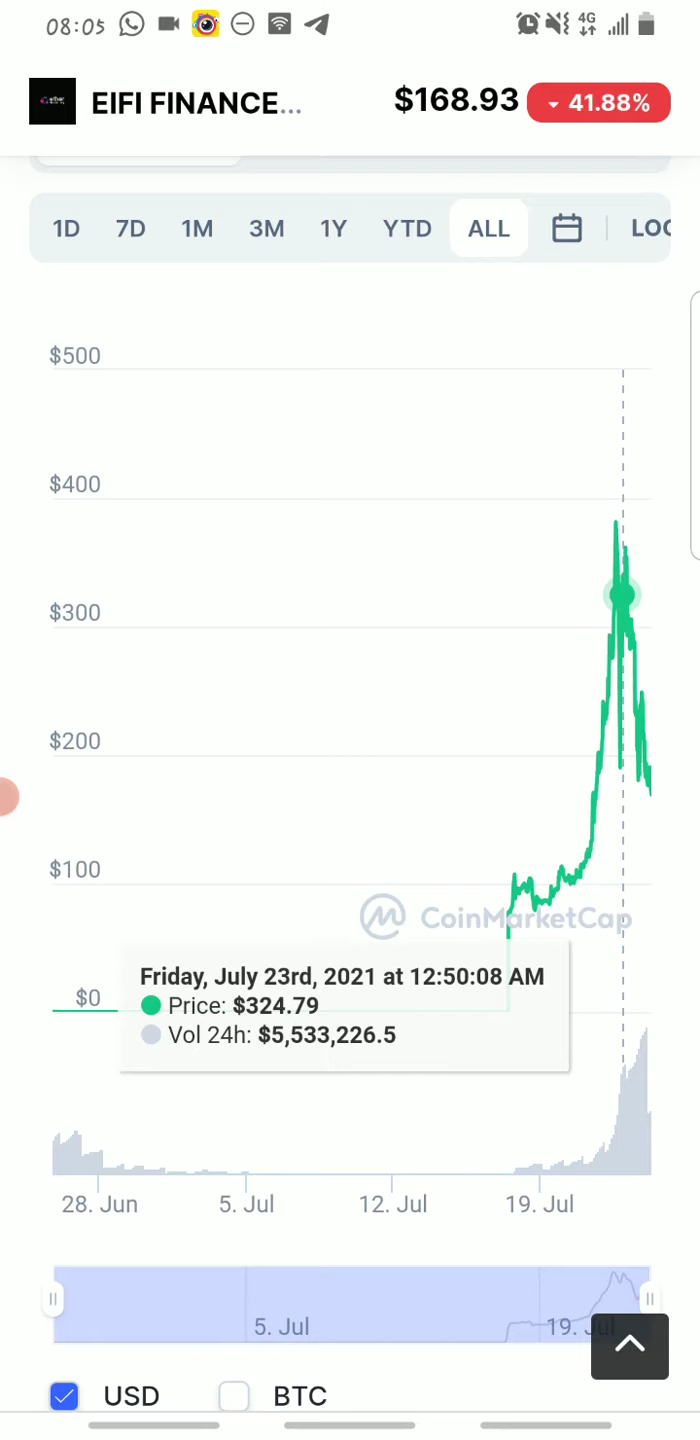 08:05 4G
EIFI FINANCE... $168.93 41.88%
1D 7D 1M 3M 1Y YTD ALL LOG
$500
$400
$300
$200
$100
CoinMarketCap
Friday, July 23rd, 2021 at 12:50:08 AM
$0 Price: $324.79
Vol 24h: $5,533,226.5
28. Jun 5. Jul 12. Jul 19. Jul
5. Jul 19. Jul
USD BTC